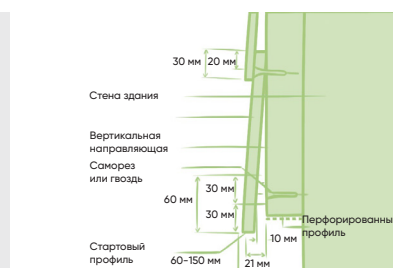 30 мм 20 мм
Стена здания
Вертикальная
направляющая
Саморез
или гвоздь
30 мм
60 мм
30 мм
Перфорированны
профиль
10 мм
Стартовый
профиль
60-150 мм
21 мм